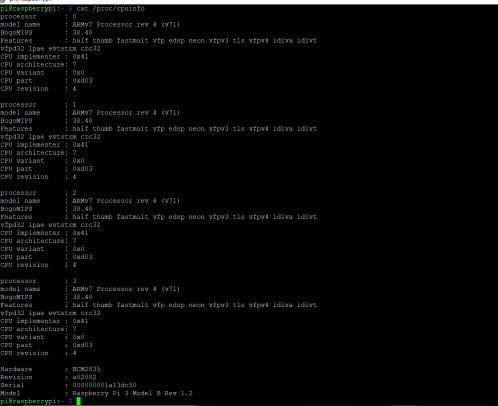 pi@raspberrypi:~ $ cat /proc/cpuinfo
processor : 0
model name : ARMv7 Processor rev 4 (v7l)
BogoMIPS : 38.40
Features : half thumb fastmult vfp edsp neon vfpv3 tls vfpv4 idiva idivt
vfpd32 lpae evtstrm crc32
CPU implementer : 0x41
CPU architecture: 7
CPU variant : 0x0
CPU part : 0xd03
CPU revision : 4
processor : 1
model name : ARMv7 Processor rev 4 (v7l)
BogoMIPS : 38.40
Features : half thumb fastmult vfp edsp neon vfpv3 tls vfpv4 idiva idivt
vfpd32 lpae evtstrm crc32
CPU implementer : 0x41
CPU architecture: 7
CPU variant : 0x0
CPU part : 0xd03
CPU revision : 4
processor : 2
model name : ARMv7 Processor rev 4 (v7l)
BogoMIPS : 38.40
Features : half thumb fastmult vfp edsp neon vfpv3 tls vfpv4 idiva idivt
vfpd32 lpae evtstrm crc32
CPU implementer : 0x41
CPU architecture: 7
CPU variant : 0x0
CPU part : 0xd03
CPU revision : 4
processor : 3
model name : ARMv7 Processor rev 4 (v7l)
BogoMIPS : 38.40
Features : half thumb fastmult vfp edsp neon vfpv3 tls vfpv4 idiva idivt
vfpd32 lpae evtstrm crc32
CPU implementer : 0x41
CPU architecture: 7
CPU variant : 0x0
CPU part : 0xd03
CPU revision : 4
Hardware : BCM2835
Revision : a02082
Serial : 000000001a13dc50
Model : Raspberry Pi 3 Model B Rev 1.2
pi@raspberrypi:~ $